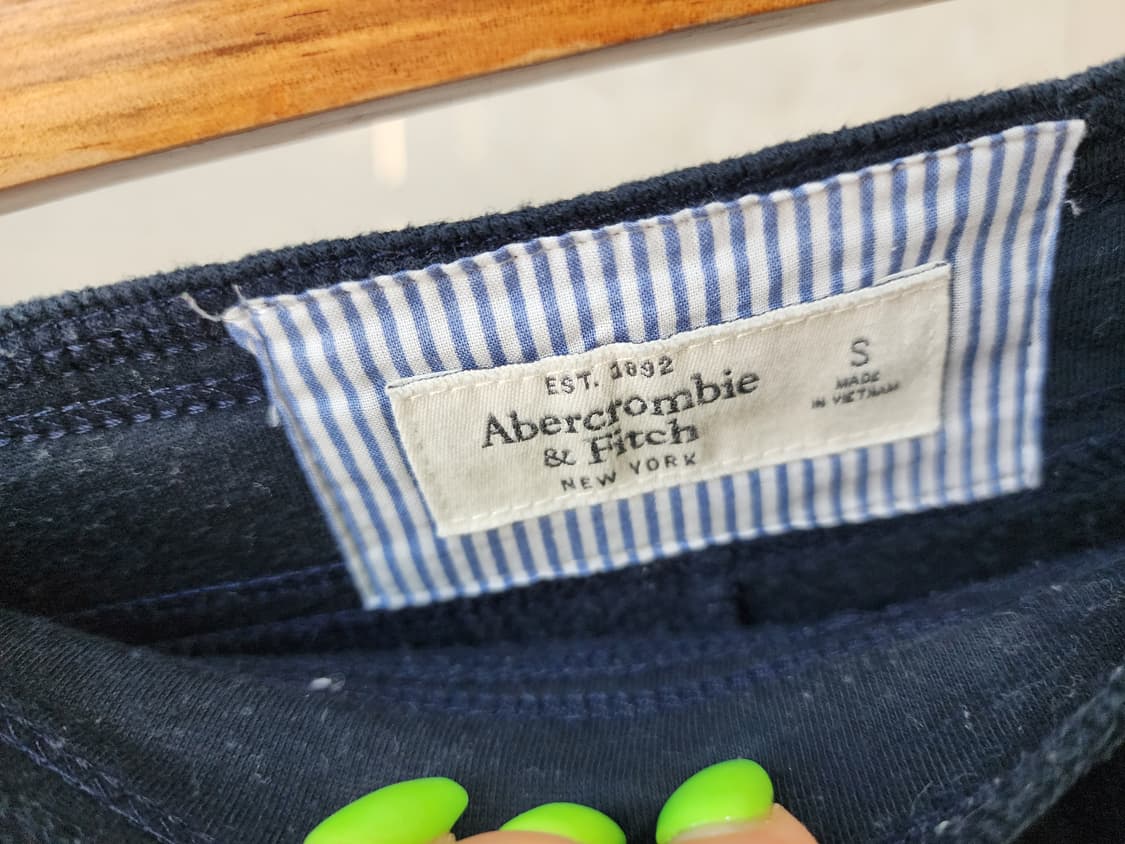 EST. 1892
Abercrombie
& Fitch
NEW YORK
S
MADE
IN VIETNAM